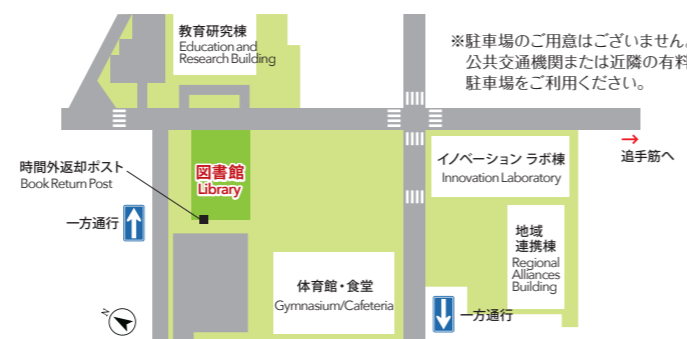 教育研究棟
Education and
Research Building
※駐車場のご用意はございません。
公共交通機関または近隣の有料
駐車場をご利用ください。
図書館
Library
時間外返却ポスト
Book Return Post
一方通行
イノベーション ラボ棟
Innovation Laboratory
→
追手筋へ
地域
連携棟
Regional
Alliances
Building
体育館・食堂
Gymnasium/Cafeteria
一方通行
N